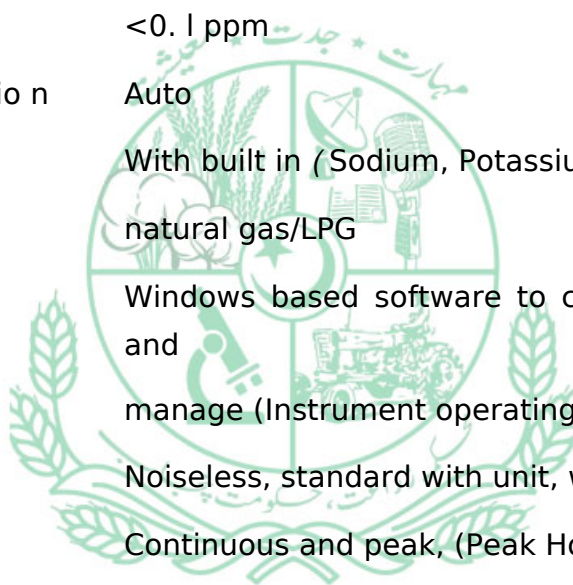 <0. l ppm
io n Auto
With built in (Sodium, Potassiu
natural gas/LPG
Windows based software to c
and
manage (Instrument operating
Noiseless, standard with unit, v
Continuous and peak, (Peak Ho